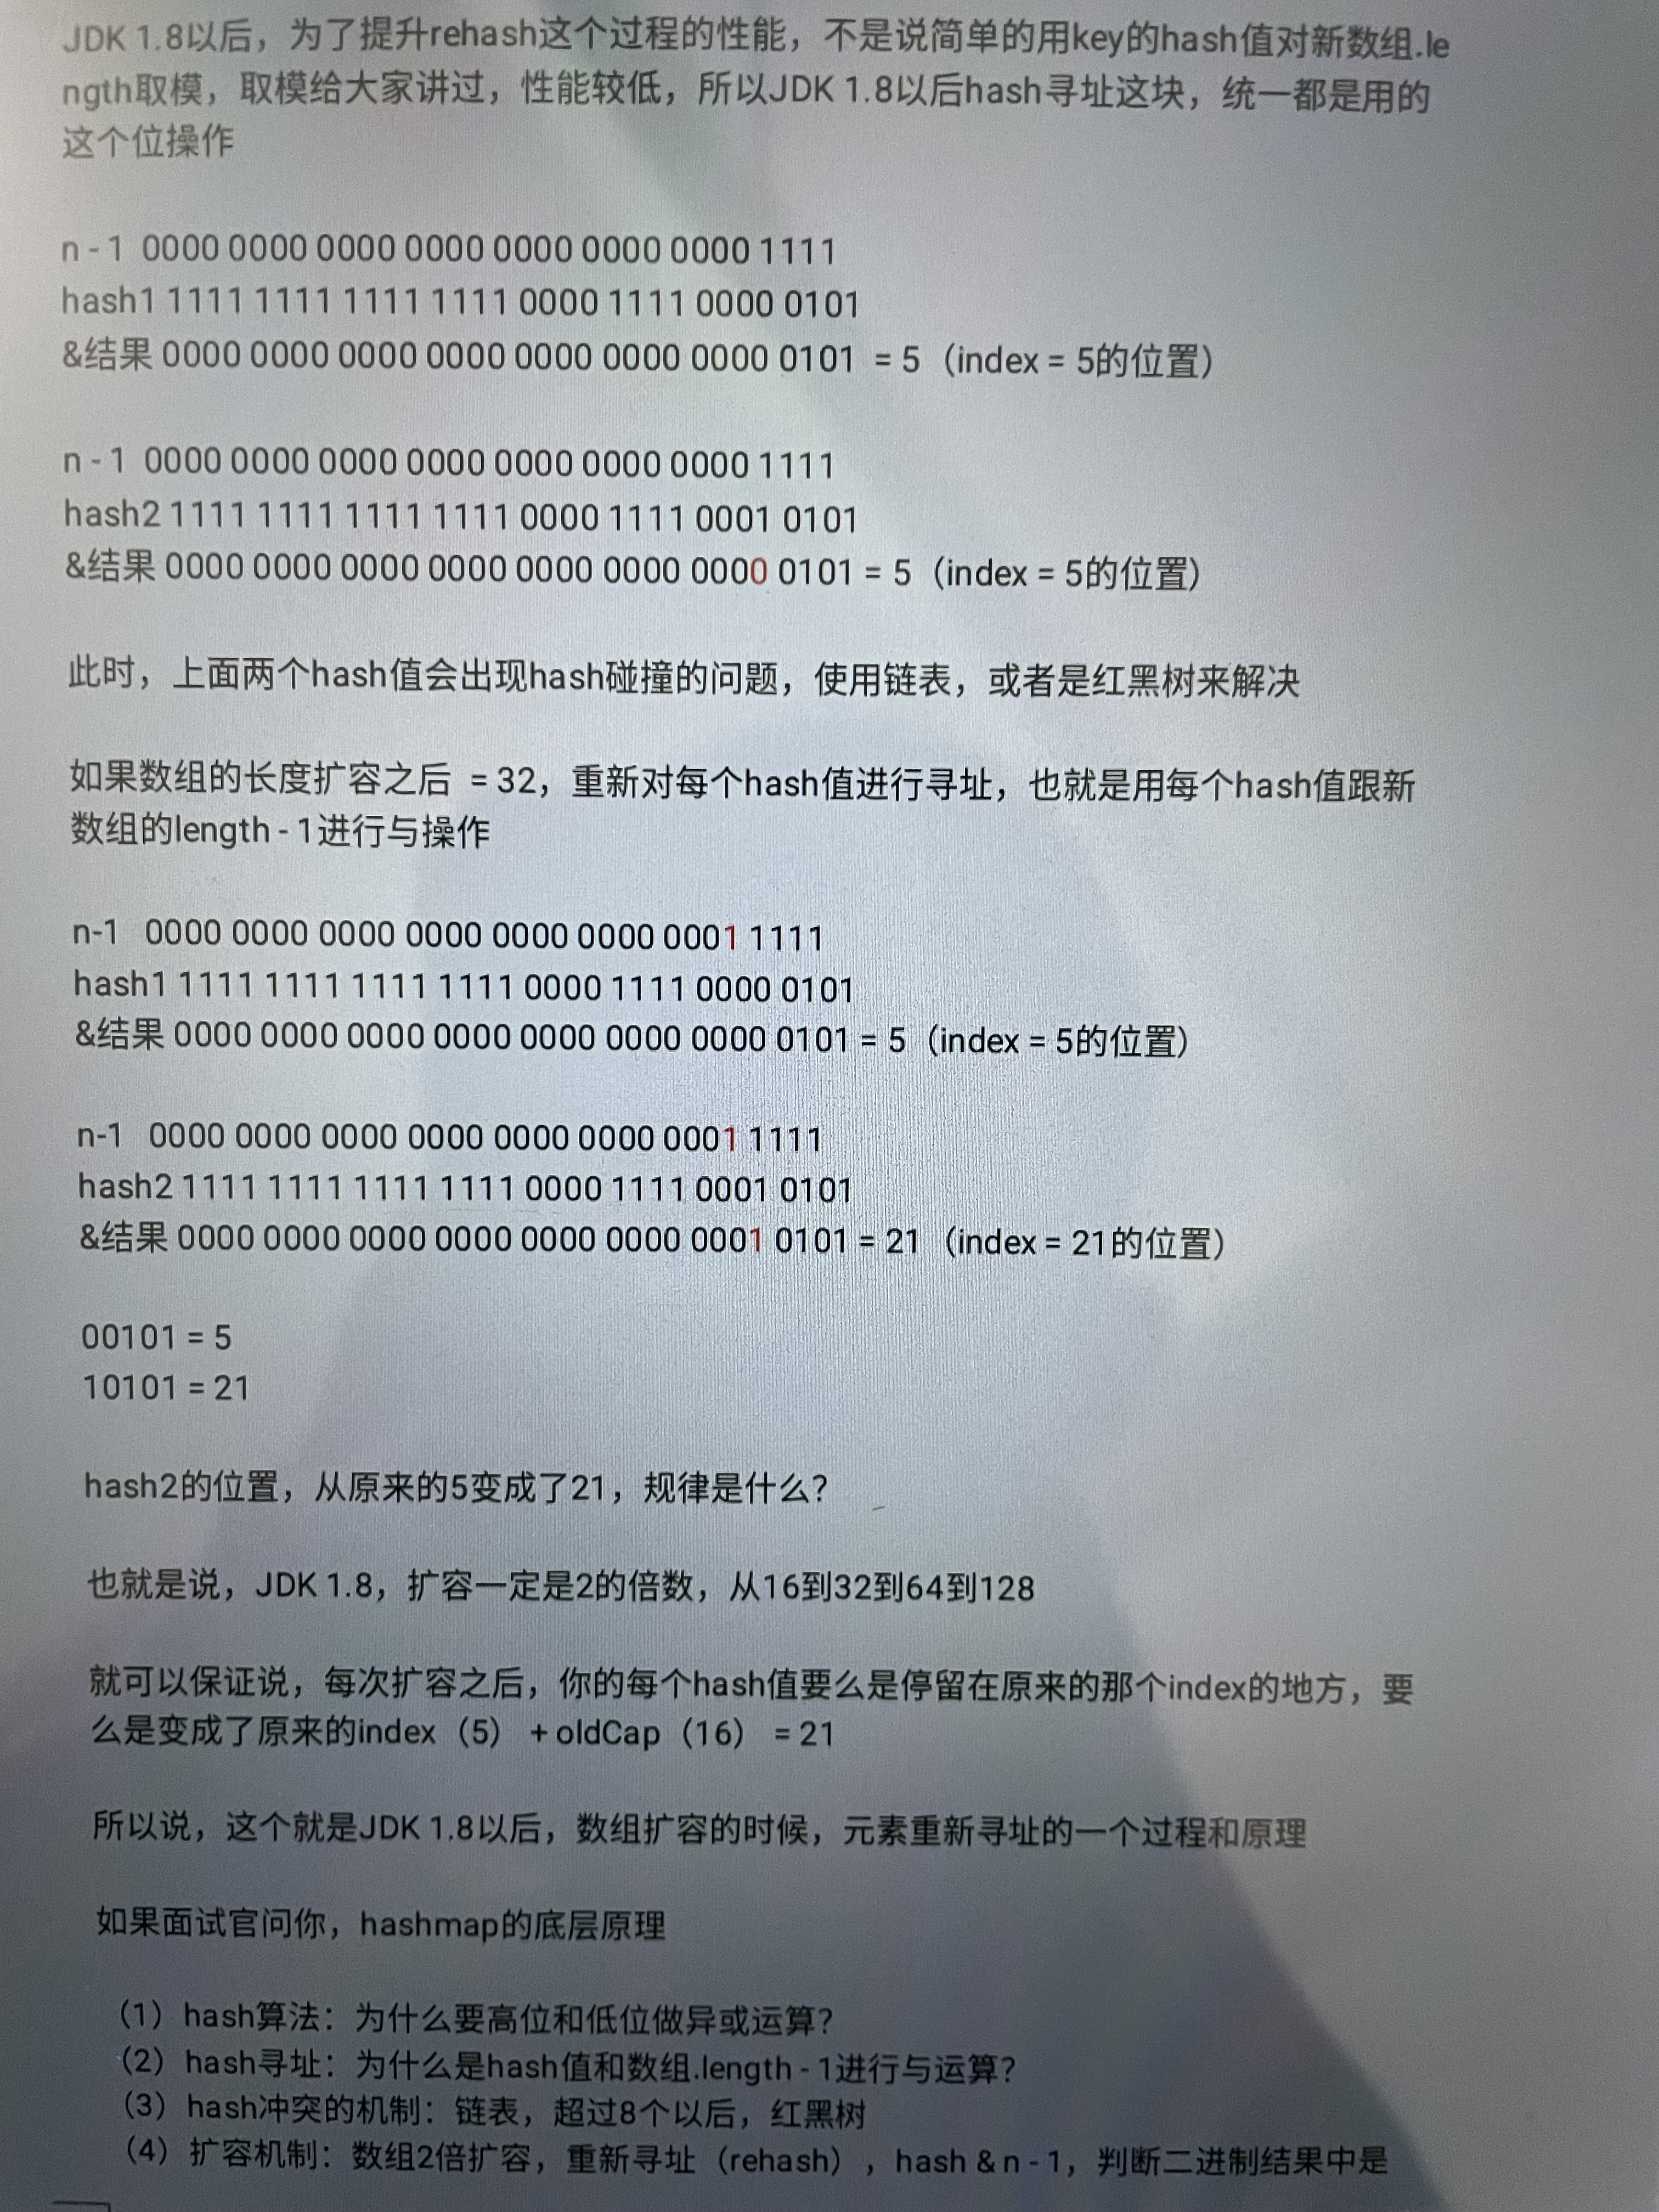 JDK 1.8以后，为了提升rehash这个过程的性能，不是说简单的用key的hash值对新数组.le
ngth取模，取模给大家讲过，性能较低，所以JDK 1.8以后hash寻址这块，统一都是用的
这个位操作
n - 1 0000 0000 0000 0000 0000 0000 0000 1111
hash1 1111 1111 1111 1111 0000 1111 0000 0101
&结果 0000 0000 0000 0000 0000 0000 0000 0101 = 5（index = 5的位置）
n - 1 0000 0000 0000 0000 0000 0000 0000 1111
hash2 1111 1111 1111 1111 0000 1111 0001 0101
&结果 0000 0000 0000 0000 0000 0000 0000 0101 = 5（index = 5的位置）
此时，上面两个hash值会出现hash碰撞的问题，使用链表，或者是红黑树来解决
如果数组的长度扩容之后 = 32，重新对每个hash值进行寻址，也就是用每个hash值跟新
数组的length - 1进行与操作
n-1 0000 0000 0000 0000 0000 0000 0001 1111
hash1 1111 1111 1111 1111 0000 1111 0000 0101
&结果 0000 0000 0000 0000 0000 0000 0000 0101 = 5（index = 5的位置）
n-1 0000 0000 0000 0000 0000 0000 0001 1111
hash2 1111 1111 1111 1111 0000 1111 0001 0101
&结果 0000 0000 0000 0000 0000 0000 0001 0101 = 21（index = 21的位置）
00101 = 5
10101 = 21
hash2的位置，从原来的5变成了21，规律是什么？
也就是说，JDK 1.8，扩容一定是2的倍数，从16到32到64到128
就可以保证说，每次扩容之后，你的每个hash值要么是停留在原来的那个index的地方，要
么是变成了原来的index（5） + oldCap（16） = 21
所以说，这个就是JDK 1.8以后，数组扩容的时候，元素重新寻址的一个过程和原理
如果面试官问你，hashmap的底层原理
（1）hash算法：为什么要高位和低位做异或运算？
（2）hash寻址：为什么是hash值和数组.length - 1进行与运算？
（3）hash冲突的机制：链表，超过8个以后，红黑树
（4）扩容机制：数组2倍扩容，重新寻址（rehash），hash & n - 1，判断二进制结果中是